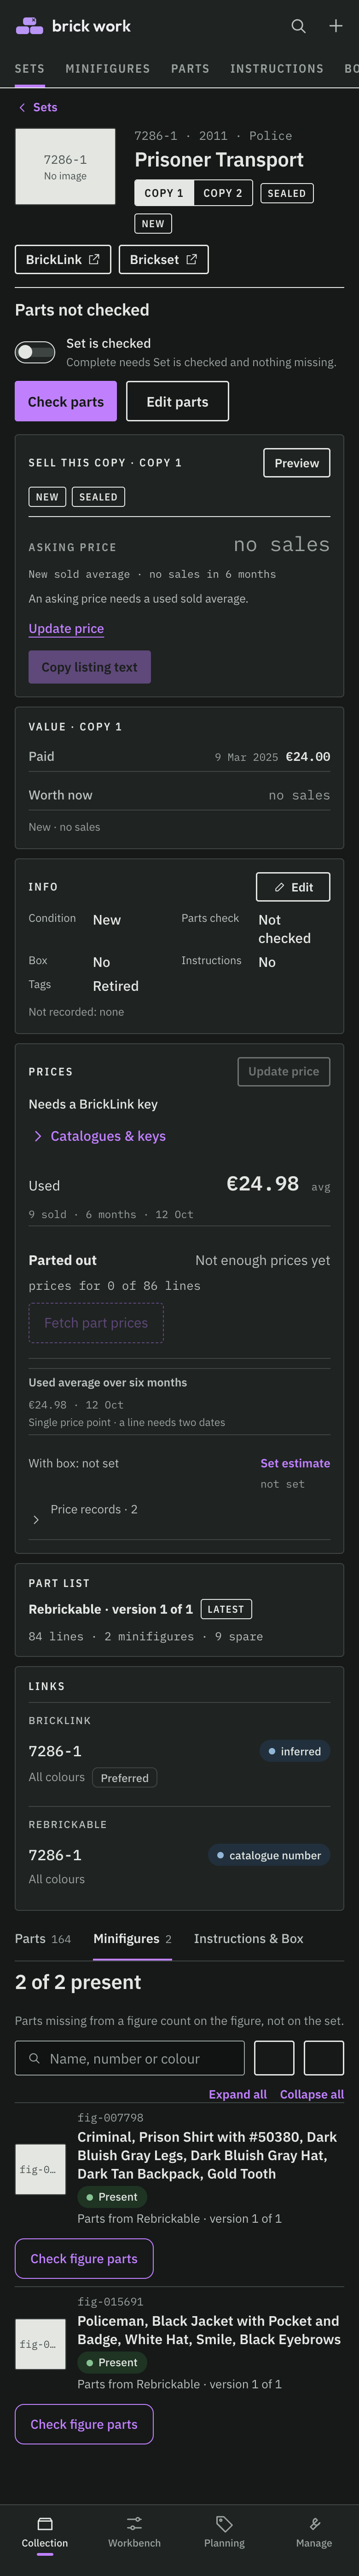 brick work
SETS MINIFIGURES PARTS INSTRUCTIONS BO
Sets
7286-1
No image
7286-1 · 2011 · Police
Prisoner Transport
COPY 1 COPY 2 SEALED
NEW
BrickLink Brickset
Parts not checked
Set is checked
Complete needs Set is checked and nothing missing.
Check parts Edit parts
SELL THIS COPY · COPY 1 Preview
NEW SEALED
ASKING PRICE no sales
New sold average · no sales in 6 months
An asking price needs a used sold average.
Update price
Copy listing text
VALUE · COPY 1
Paid 9 Mar 2025 €24.00
Worth now no sales
New · no sales
INFO Edit
Condition New Parts check Not checked
Box No Instructions No
Tags Retired
Not recorded: none
PRICES Update price
Needs a BrickLink key
Catalogues & keys
Used €24.98 avg
9 sold · 6 months · 12 Oct
Parted out Not enough prices yet
prices for 0 of 86 lines
Fetch part prices
Used average over six months
€24.98 · 12 Oct
Single price point · a line needs two dates
With box: not set Set estimate
not set
Price records · 2
PART LIST
Rebrickable · version 1 of 1 LATEST
84 lines · 2 minifigures · 9 spare
LINKS
BRICKLINK
7286-1 inferred
All colours Preferred
REBRICKABLE
7286-1 catalogue number
All colours
Parts 164 Minifigures 2 Instructions & Box
2 of 2 present
Parts missing from a figure count on the figure, not on the set.
Name, number or colour
Expand all Collapse all
fig-007798
fig-0…
Criminal, Prison Shirt with #50380, Dark
Bluish Gray Legs, Dark Bluish Gray Hat,
Dark Tan Backpack, Gold Tooth
Present
Parts from Rebrickable · version 1 of 1
Check figure parts
fig-015691
fig-0…
Policeman, Black Jacket with Pocket and
Badge, White Hat, Smile, Black Eyebrows
Present
Parts from Rebrickable · version 1 of 1
Check figure parts
Collection Workbench Planning Manage